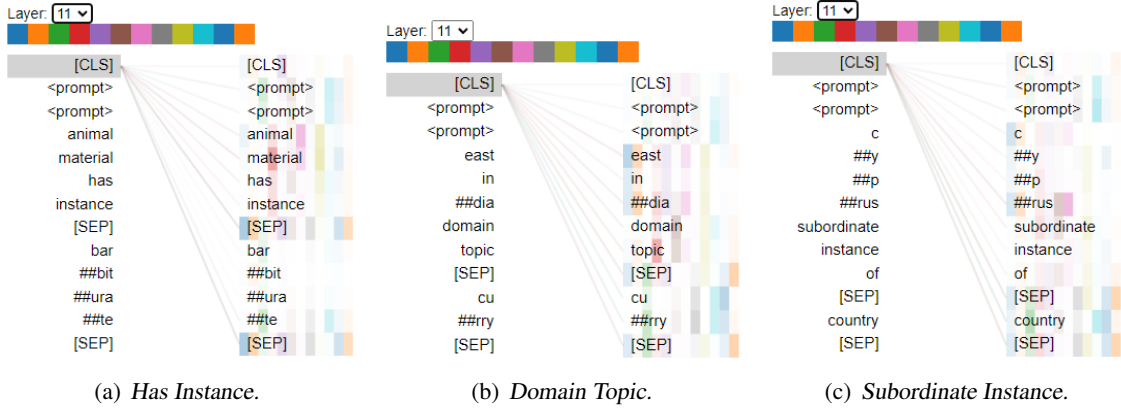 Layer: 11
[CLS] [CLS]
<prompt> <prompt>
<prompt> <prompt>
animal animal
material material
has has
instance instance
[SEP] [SEP]
bar bar
##bit ##bit
##ura ##ura
##te ##te
[SEP] [SEP]
(a) Has Instance.
Layer: 11
[CLS] [CLS]
<prompt> <prompt>
<prompt> <prompt>
east east
in in
##dia ##dia
domain domain
topic topic
[SEP] [SEP]
cu cu
##rry ##rry
[SEP] [SEP]
(b) Domain Topic.
Layer: 11
[CLS] [CLS]
<prompt> <prompt>
<prompt> <prompt>
c c
##y ##y
##p ##p
##rus ##rus
subordinate subordinate
instance instance
of of
[SEP] [SEP]
country country
[SEP] [SEP]
(c) Subordinate Instance.